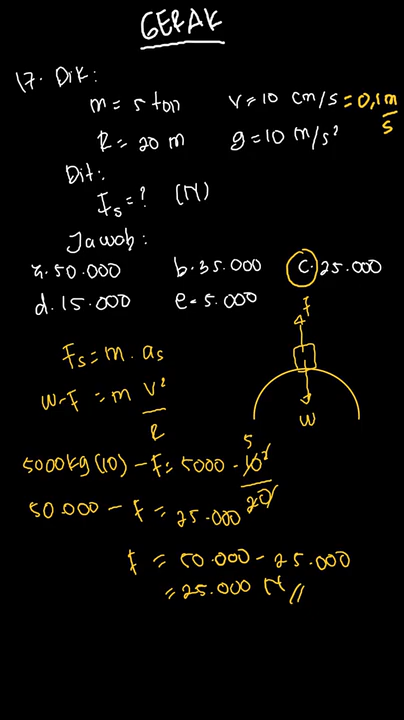 GERAK
17. Dik:
m = 5 ton v = 10 cm/s = 0,1 m/s
R = 20 m g = 10 m/s²
Dit:
Fs = ? (N)
Jawab:
a. 50.000 b. 35.000 c. 25.000
d. 15.000 e. 5.000
f
w
Fs = m . as
w - f = m v²/R
5000 kg (10) - f = 5000 . 10²/20 5
50.000 - f = 25.000
f = 50.000 - 25.000
= 25.000 N //